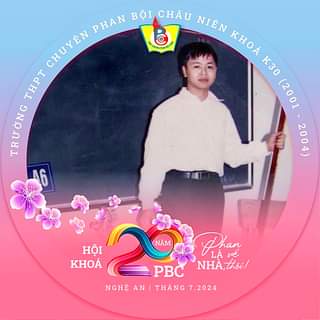 TRƯỜNG THPT CHUYÊN PHAN BỘI CHÂU NIÊN KHOÁ K30 (2001 - 2004)
A6
HỘI KHOÁ
20 NĂM
PBC
Phan là về nhà, thôi!
NGHỆ AN | THÁNG 7.2024